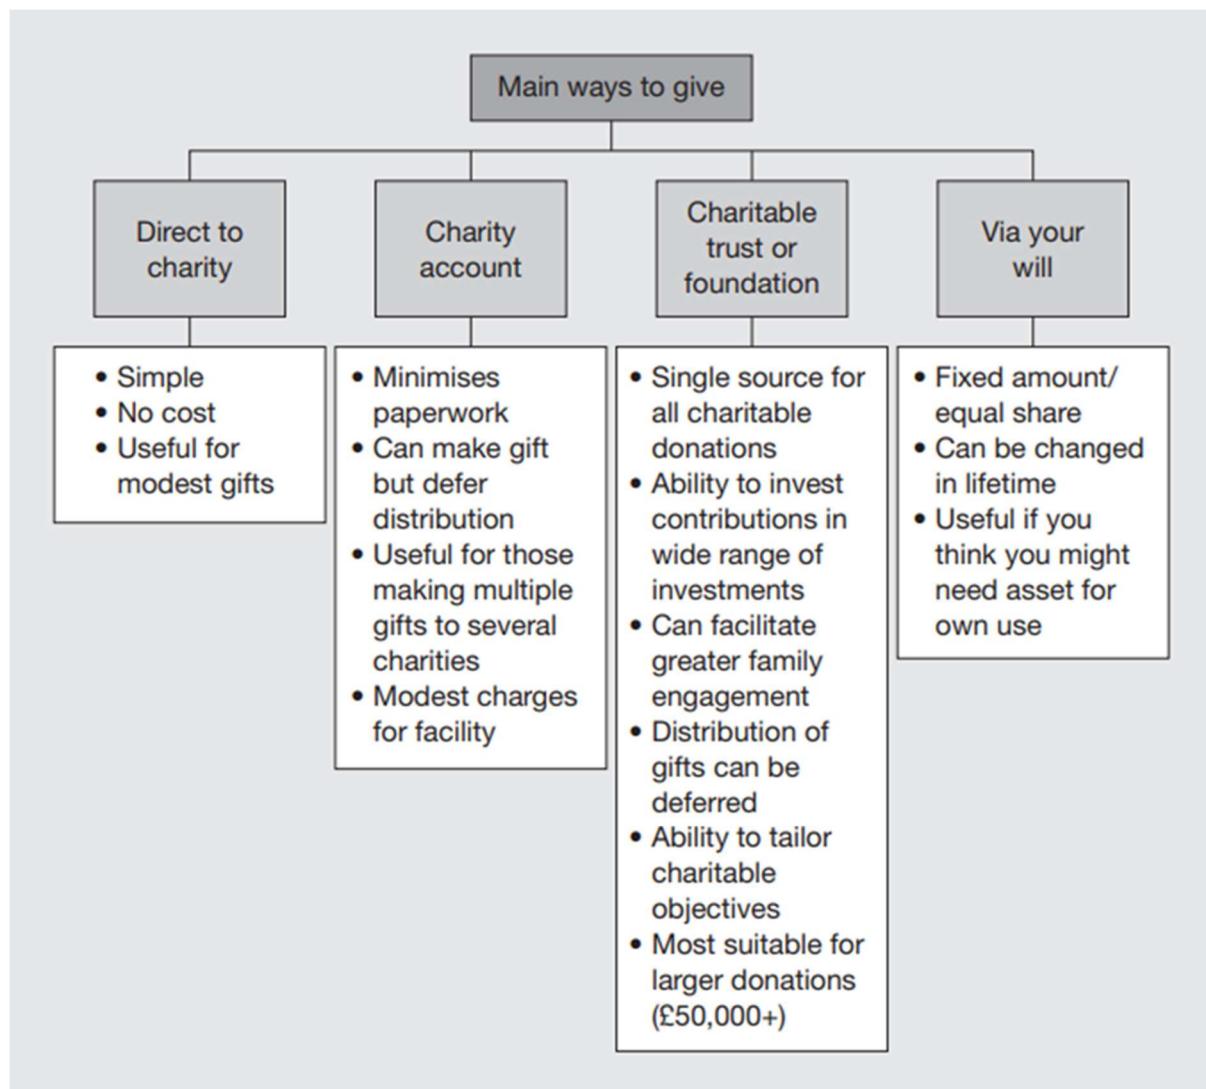 Main ways to give
Direct to
charity
• Simple
• No cost
• Useful for
modest gifts
Charity
account
• Minimises
paperwork
• Can make gift
but defer
distribution
• Useful for those
making multiple
gifts to several
charities
• Modest charges
for facility
Charitable
trust or
foundation
• Single source for
all charitable
donations
• Ability to invest
contributions in
wide range of
investments
• Can facilitate
greater family
engagement
• Distribution of
gifts can be
deferred
• Ability to tailor
charitable
objectives
• Most suitable for
larger donations
(£50,000+)
Via your
will
• Fixed amount/
equal share
• Can be changed
in lifetime
• Useful if you
think you might
need asset for
own use